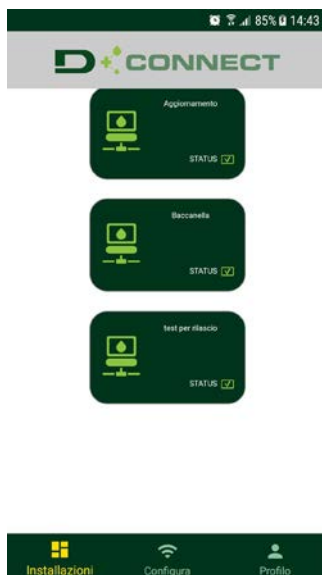 85% 14:43
D+ CONNECT
Aggiornamento
STATUS
Baccanella
STATUS
test per rilascio
STATUS
Installazioni Configura Profilo